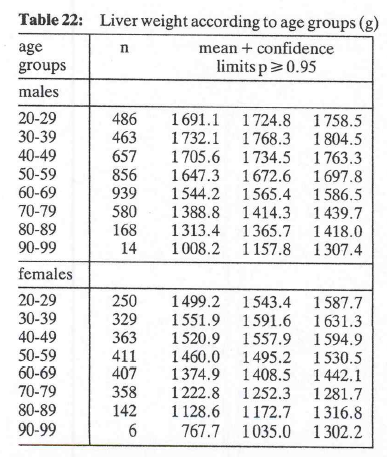 Table 22: Liver weight according to age groups (g)
age groups n mean + confidence limits p ≥ 0.95
males
20-29 486 1691.1 1724.8 1758.5
30-39 463 1732.1 1768.3 1804.5
40-49 657 1705.6 1734.5 1763.3
50-59 856 1647.3 1672.6 1697.8
60-69 939 1544.2 1565.4 1586.5
70-79 580 1388.8 1414.3 1439.7
80-89 168 1313.4 1365.7 1418.0
90-99 14 1008.2 1157.8 1307.4
females
20-29 250 1499.2 1543.4 1587.7
30-39 329 1551.9 1591.6 1631.3
40-49 363 1520.9 1557.9 1594.9
50-59 411 1460.0 1495.2 1530.5
60-69 407 1374.9 1408.5 1442.1
70-79 358 1222.8 1252.3 1281.7
80-89 142 1128.6 1172.7 1316.8
90-99 6 767.7 1035.0 1302.2